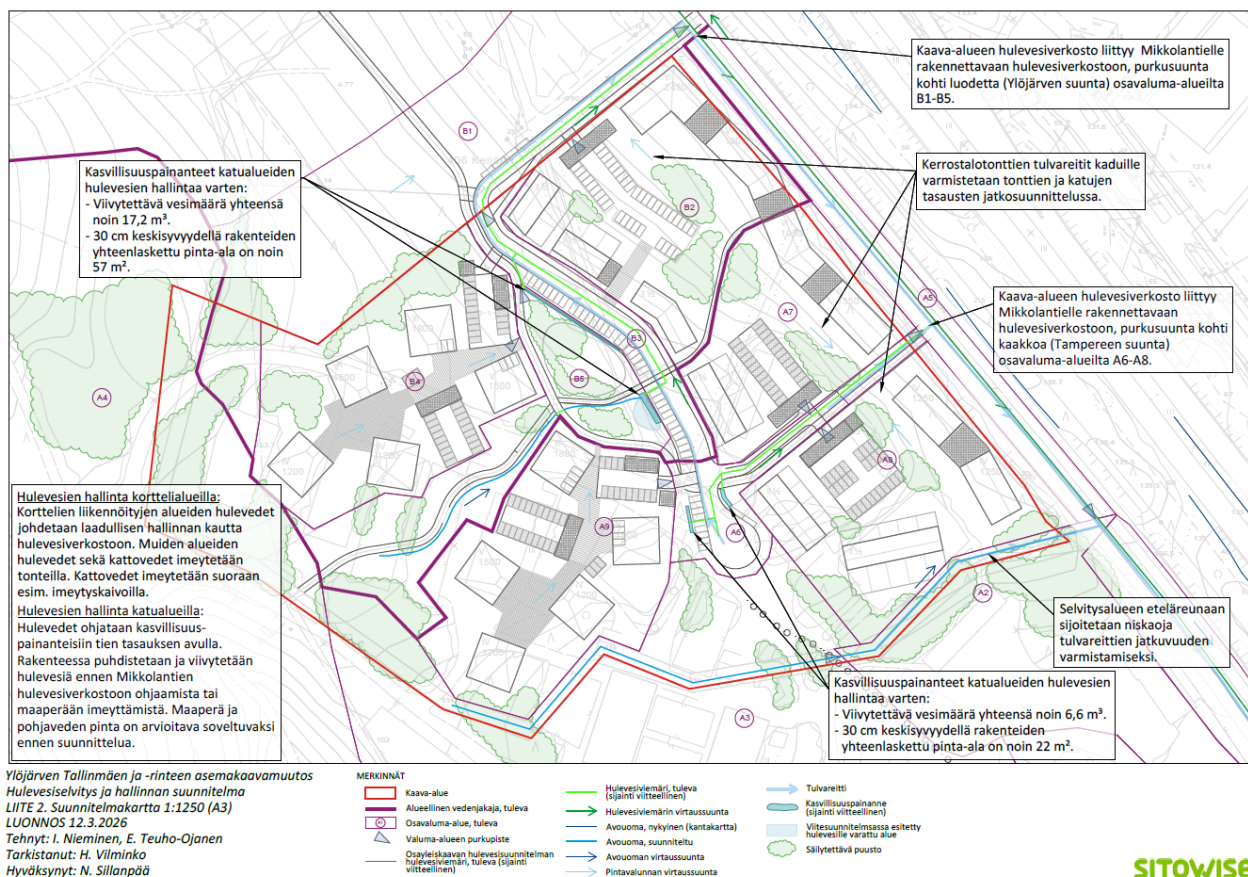 Kaava-alueen hulevesiverkosto liittyy Mikkolantielle
rakennettavaan hulevesiverkostoon, purkusuunta
kohti luodetta (Ylöjärven suunta) osavaluma-alueilta
B1-B5.
Kasvillisuuspainanteet katualueiden
hulevesien hallintaa varten:
- Viivytettävä vesimäärä yhteensä
noin 17,2 m³.
- 30 cm keskisyvyydellä rakenteiden
yhteenlaskettu pinta-ala on noin
57 m².
Kerrostalotonttien tulvareitit kaduille
varmistetaan tonttien ja katujen
tasausten jatkosuunnittelussa.
Kaava-alueen hulevesiverkosto liittyy
Mikkolantielle rakennettavaan
hulevesiverkostoon, purkusuunta kohti
kaakkoa (Tampereen suunta)
osavaluma-alueilta A6-A8.
B1
B2
A5
A7
B3
B4
B5
A4
A8
A9
A6
A2
A3
Hulevesien hallinta korttelialueilla:
Korttelien liikennöityjen alueiden hulevedet
johdetaan laadullisen hallinnan kautta
hulevesiverkostoon. Muiden alueiden
hulevedet sekä kattovedet imeytetään
tonteilla. Kattovedet imeytetään suoraan
esim. imeytyskaivoilla.
Hulevesien hallinta katualueilla:
Hulevedet ohjataan kasvillisuus-
painanteisiin tien tasauksen avulla.
Rakenteessa puhdistetaan ja viivytetään
hulevesiä ennen Mikkolantien
hulevesiverkostoon ohjaamista tai
maaperään imeyttämistä. Maaperä ja
pohjaveden pinta on arvioitava soveltuvaksi
ennen suunnittelua.
Selvitysalueen eteläreunaan
sijoitetaan niskaoja
tulvareittien jatkuvuuden
varmistamiseksi.
Kasvillisuuspainanteet katualueiden hulevesien
hallintaa varten:
- Viivytettävä vesimäärä yhteensä noin 6,6 m³.
- 30 cm keskisyvyydellä rakenteiden
yhteenlaskettu pinta-ala on noin 22 m².
Ylöjärven Tallinmäen ja -rinteen asemakaavamuutos
Hulevesiselvitys ja hallinnan suunnitelma
LIITE 2. Suunnitelmakartta 1:1250 (A3)
LUONNOS 12.3.2026
Tehnyt: I. Nieminen, E. Teuho-Ojanen
Tarkistanut: H. Vilminko
Hyväksynyt: N. Sillanpää
MERKINNÄT
Kaava-alue
Alueellinen vedenjakaja, tuleva
Osavaluma-alue, tuleva
Valuma-alueen purkupiste
Osayleiskaavan hulevesisuunnitelman
hulevesiviemäri, tuleva (sijainti
viitteellinen)
Hulevesiviemäri, tuleva
(sijainti viitteellinen)
Hulevesiviemärin virtaussuunta
Avouoma, nykyinen (kantakartta)
Avouoma, suunniteltu
Avouoman virtaussuunta
Pintavalunnan virtaussuunta
Tulvareitti
Kasvillisuuspainanne
(sijainti viitteellinen)
Viitesuunnitelmassa esitetty
hulevesille varattu alue
Säilytettävä puusto
SITOWISE